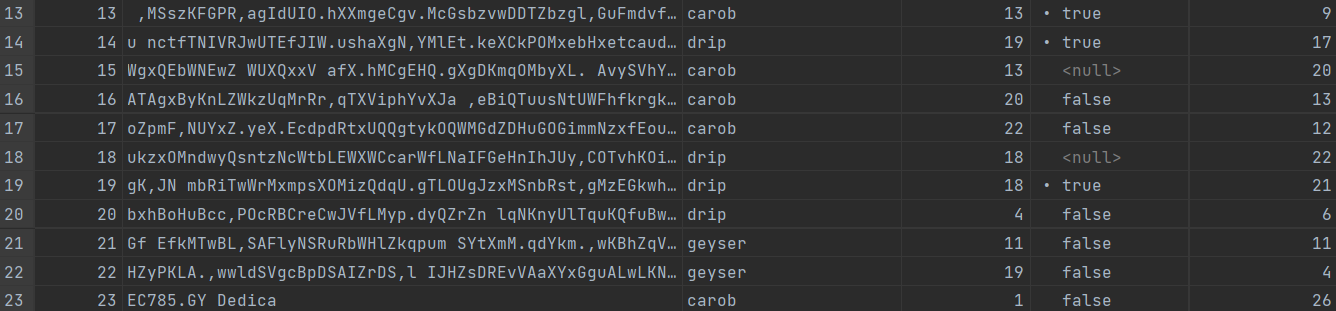 13 13 ,MSszKFGPR,agIdUIO.hXXmgeCgv.McGsbzvwDDTZbzgl,GuFmdvf… carob 13 • true 9
14 14 u nctfTNIVRJwUTEfJIW.ushaXgN,YMlEt.keXCkPOMxebHxetcaud… drip 19 • true 17
15 15 WgxQEbWNEwZ WUXQxxV afX.hMCgEHQ.gXgDKmqOMbyXL. AvySVhY… carob 13 <null> 20
16 16 ATAgxByKnLZWkzUqMrRr,qTXViphYvXJa ,eBiQTuusNtUWFhfkrgk… carob 20 false 13
17 17 oZpmF,NUYxZ.yeX.EcdpdRtxUQQgtykOQWMGdZDHuGOGimmNzxfEou… carob 22 false 12
18 18 ukzxOMndwyQsntzNcWtbLEWXWCcarWfLNaIFGeHnIhJUy,COTvhKOi… drip 18 <null> 22
19 19 gK,JN mbRiTwWrMxmpsXOMizQdqU.gTLOUgJzxMSnbRst,gMzEGkwh… drip 18 • true 21
20 20 bxhBoHuBcc,POcRBCreCwJVfLMyp.dyQZrZn lqNKnyUlTquKQfuBw… drip 4 false 6
21 21 Gf EfkMTwBL,SAFlyNSRuRbWHlZkqpum SYtXmM.qdYkm.,wKBhZqV… geyser 11 false 11
22 22 HZyPKLA.,wwldSVgcBpDSAIZrDS,l IJHZsDREvVAaXYxGguALwLKN… geyser 19 false 4
23 23 EC785.GY Dedica carob 1 false 26